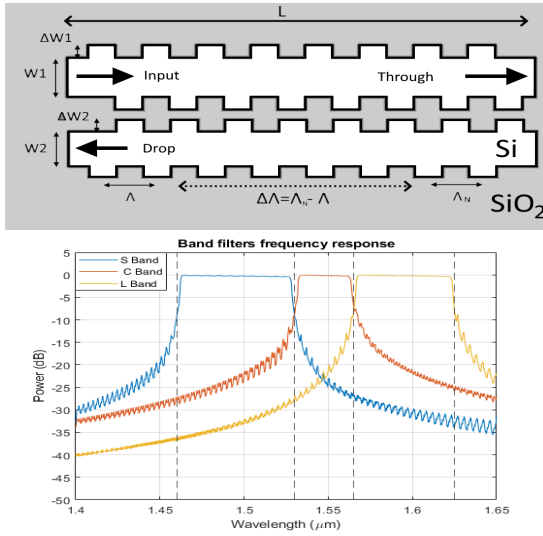 L
ΔW1
W1
Input
Through
ΔW2
W2
Drop
Si
Λ
ΔΛ=Λ_N- Λ
Λ_N
SiO₂
Band filters frequency response
S Band
C Band
L Band
Power (dB)
5
0
-5
-10
-15
-20
-25
-30
-35
-40
-45
-50
1.4
1.45
1.5
1.55
1.6
1.65
Wavelength (μm)